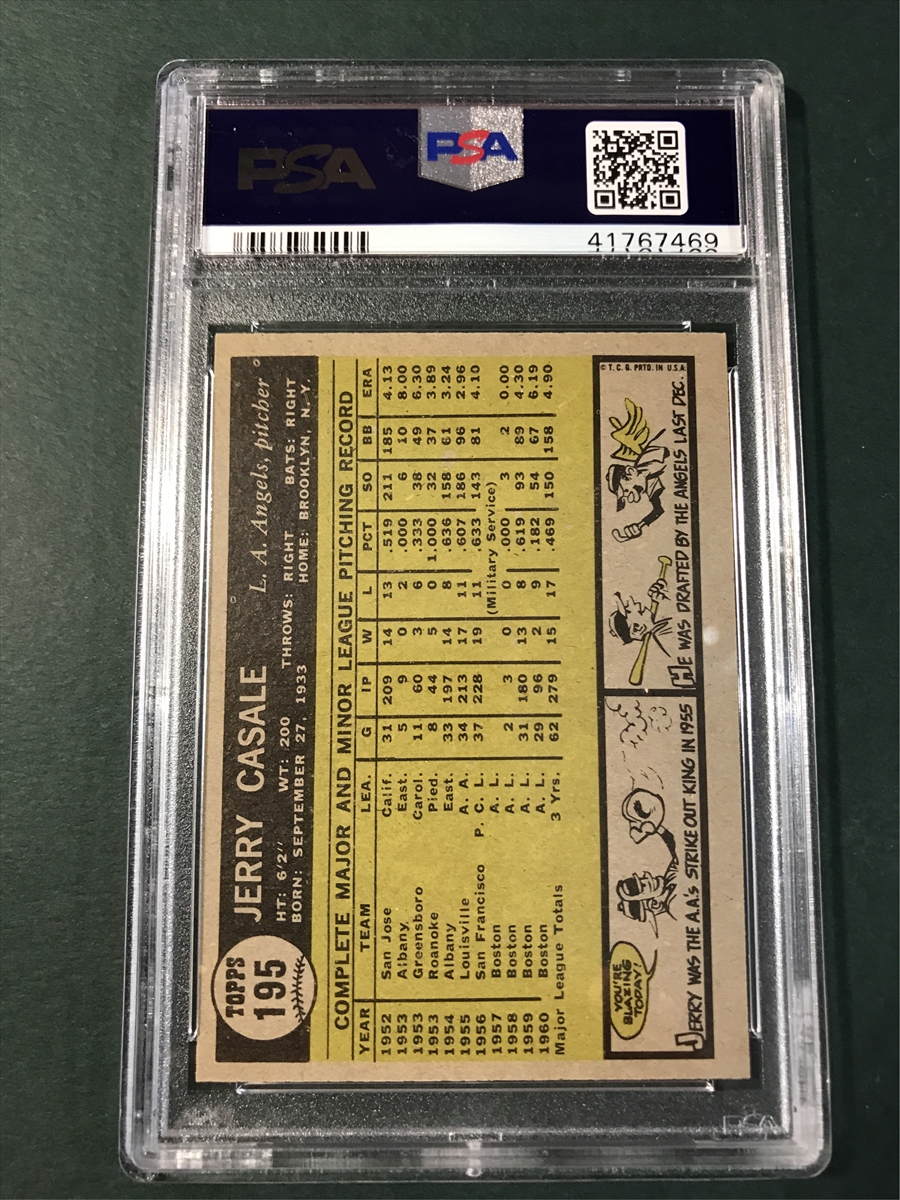 PSA
PSA
41767469
TOPPS
195
JERRY CASALE
L. A. Angels, pitcher
HT: 6'2" WT: 200 THROWS: RIGHT BATS: RIGHT
BORN: SEPTEMBER 27, 1933 HOME: BROOKLYN, N. Y.
COMPLETE MAJOR AND MINOR LEAGUE PITCHING RECORD
YEAR TEAM LEA. G IP W L PCT SO BB ERA
1952 San Jose Calif. 31 209 14 13 .519 211 185 4.13
1953 Albany East. 5 9 0 2 .000 6 10 8.00
1953 Greensboro Carol. 11 60 3 6 .333 38 49 6.30
1953 Roanoke Pied. 8 44 5 0 1.000 32 37 3.89
1954 Albany East. 33 197 14 8 .636 158 61 3.24
1955 Louisville A. A. 34 213 17 11 .607 186 96 2.96
1956 San Francisco P. C. L. 37 228 19 11 .633 143 81 4.10
1957 Boston A. L. (Military Service)
1958 Boston A. L. 2 3 0 0 .000 3 2 0.00
1959 Boston A. L. 31 180 13 8 .619 93 89 4.30
1960 Boston A. L. 29 96 2 9 .182 54 67 6.19
Major League Totals 3 Yrs. 62 279 15 17 .469 150 158 4.90
YOU'RE
BLAZING
TODAY!
JERRY WAS THE A.A.'s STRIKE OUT KING IN 1955
© T. C. G. PRTD. IN U.S.A.
HE WAS DRAFTED BY THE ANGELS LAST DEC.
PSA